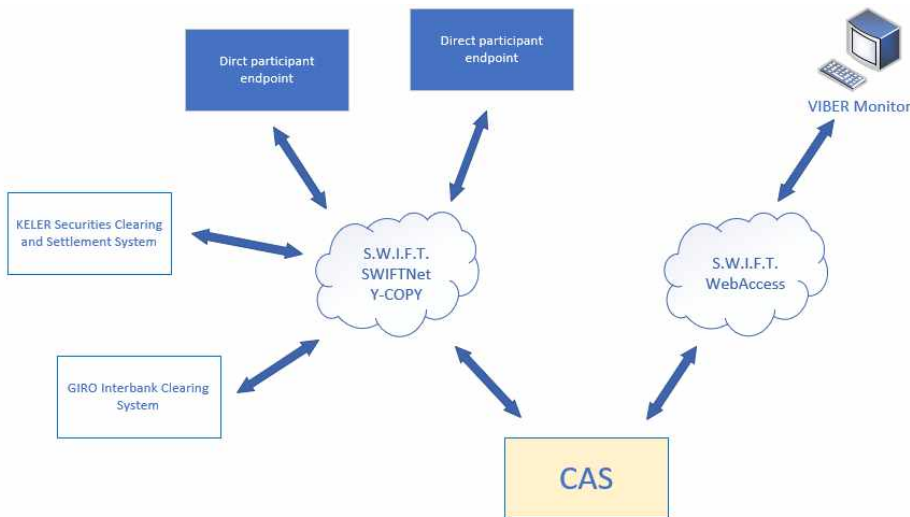 Dirct participant
endpoint
Direct participant
endpoint
VIBER Monitor
KELER Securities Clearing
and Settlement System
S.W.I.F.T.
SWIFTNet
Y-COPY
S.W.I.F.T.
WebAccess
GIRO Interbank Clearing
System
CAS